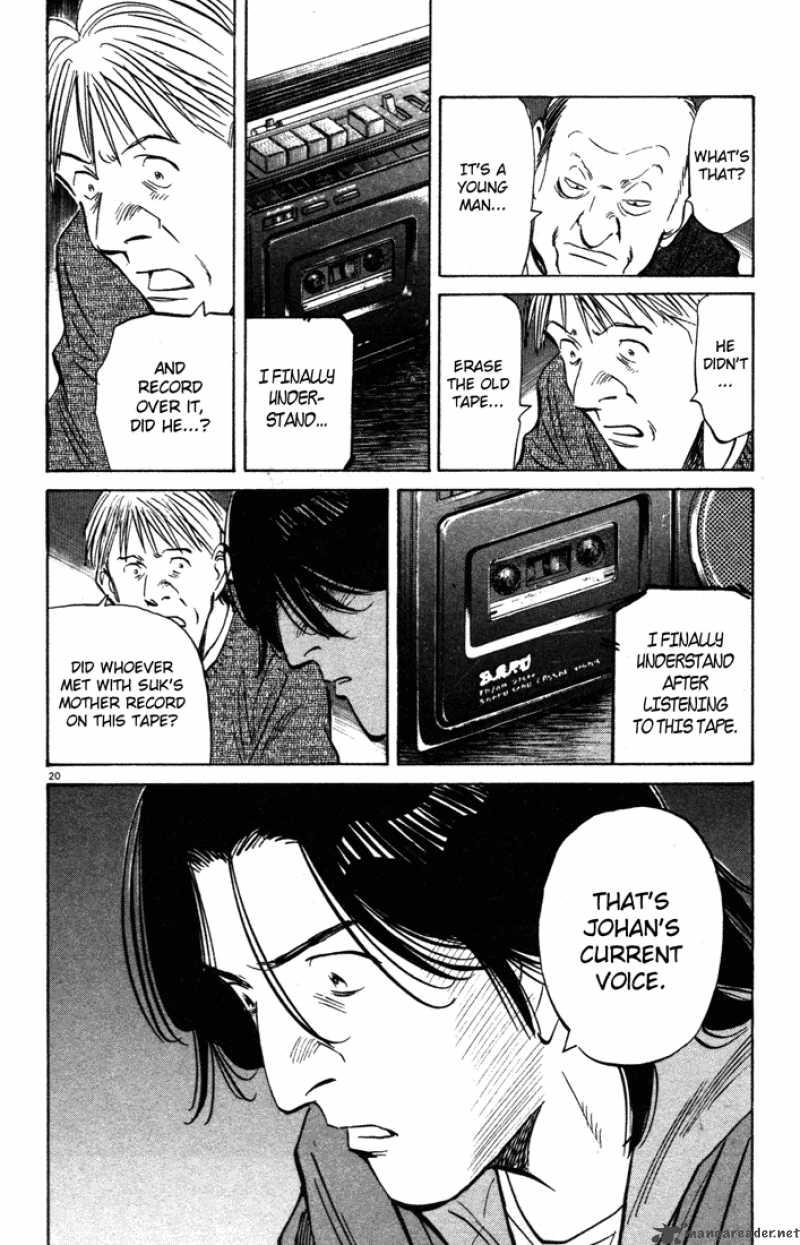 WHAT'S
THAT?
IT'S A
YOUNG
MAN...
HE
DIDN'T
...
ERASE
THE OLD
TAPE...
I FINALLY
UNDER-
STAND...
AND
RECORD
OVER IT,
DID HE...?
I FINALLY
UNDERSTAND
AFTER
LISTENING
TO THIS TAPE.
DID WHOEVER
MET WITH SUK'S
MOTHER RECORD
ON THIS TAPE?
20
THAT'S
JOHAN'S
CURRENT
VOICE.
mangareader.net